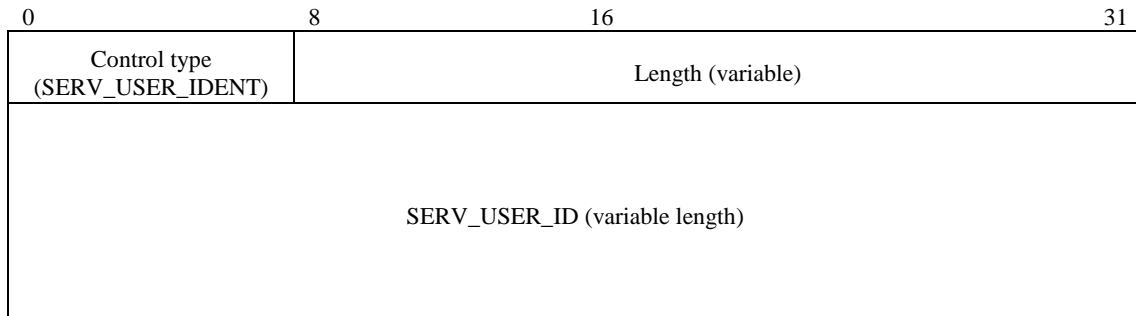 0 8 16 31
Control type
(SERV_USER_IDENT)
Length (variable)
SERV_USER_ID (variable length)